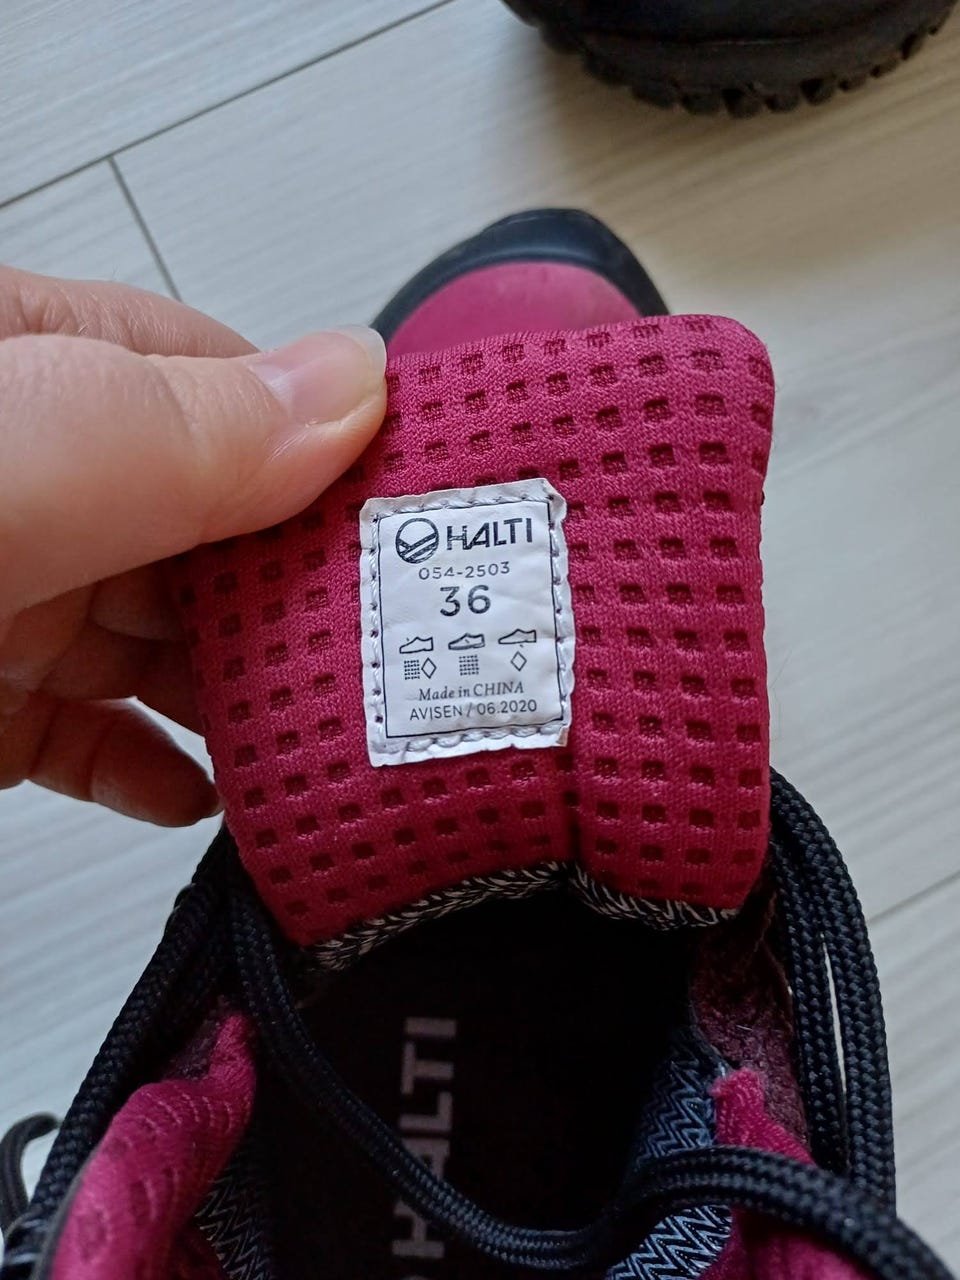 HALTI
054-2503
36
Made in CHINA
AVISEN / 06.2020
HALTI